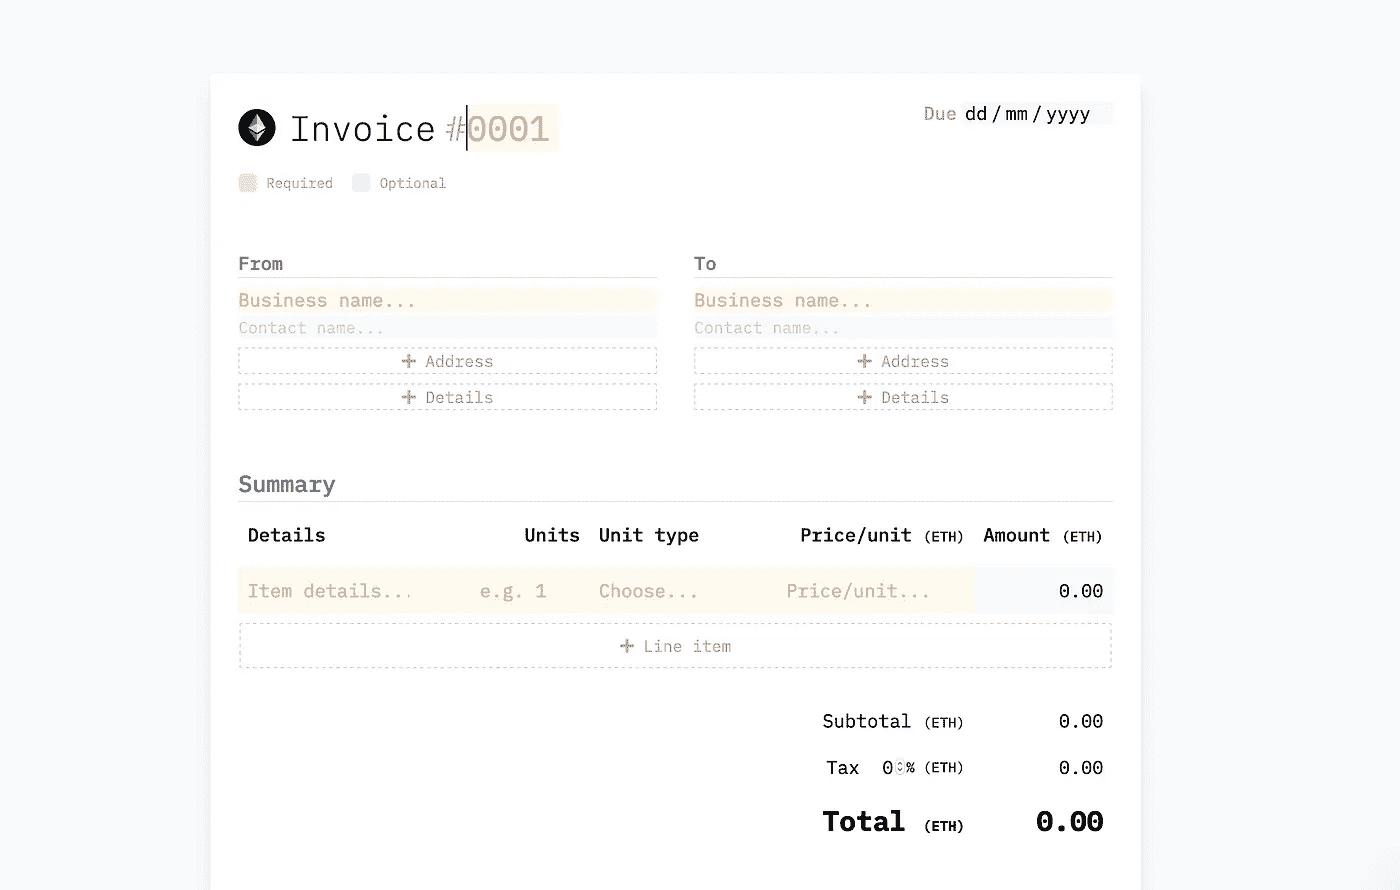 Invoice #0001
Due dd/mm/yyyy
Required Optional
From To
Business name... Business name...
Contact name... Contact name...
+ Address + Address
+ Details + Details
Summary
Details Units Unit type Price/unit (ETH) Amount (ETH)
Item details... e.g. 1 Choose... Price/unit... 0.00
+ Line item
Subtotal (ETH) 0.00
Tax 0% (ETH) 0.00
Total (ETH) 0.00